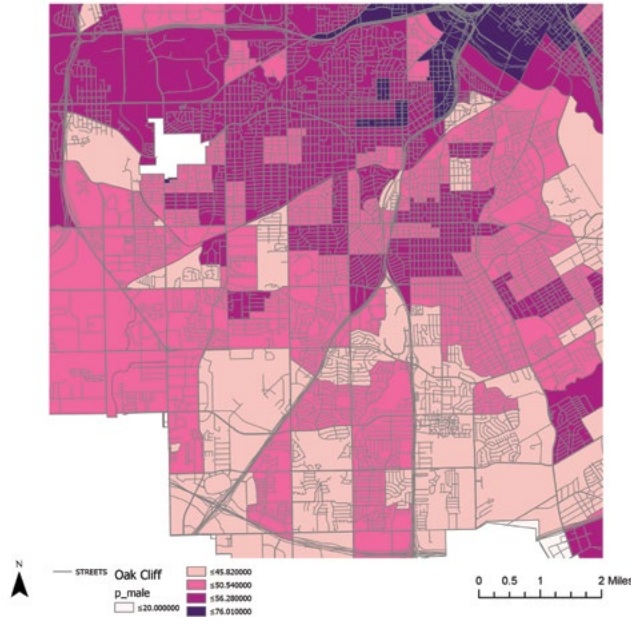 N
STREETS
Oak Cliff
p_male
≤20.000000
≤45.820000
≤50.540000
≤56.280000
≤76.010000
0 0.5 1 2 Miles